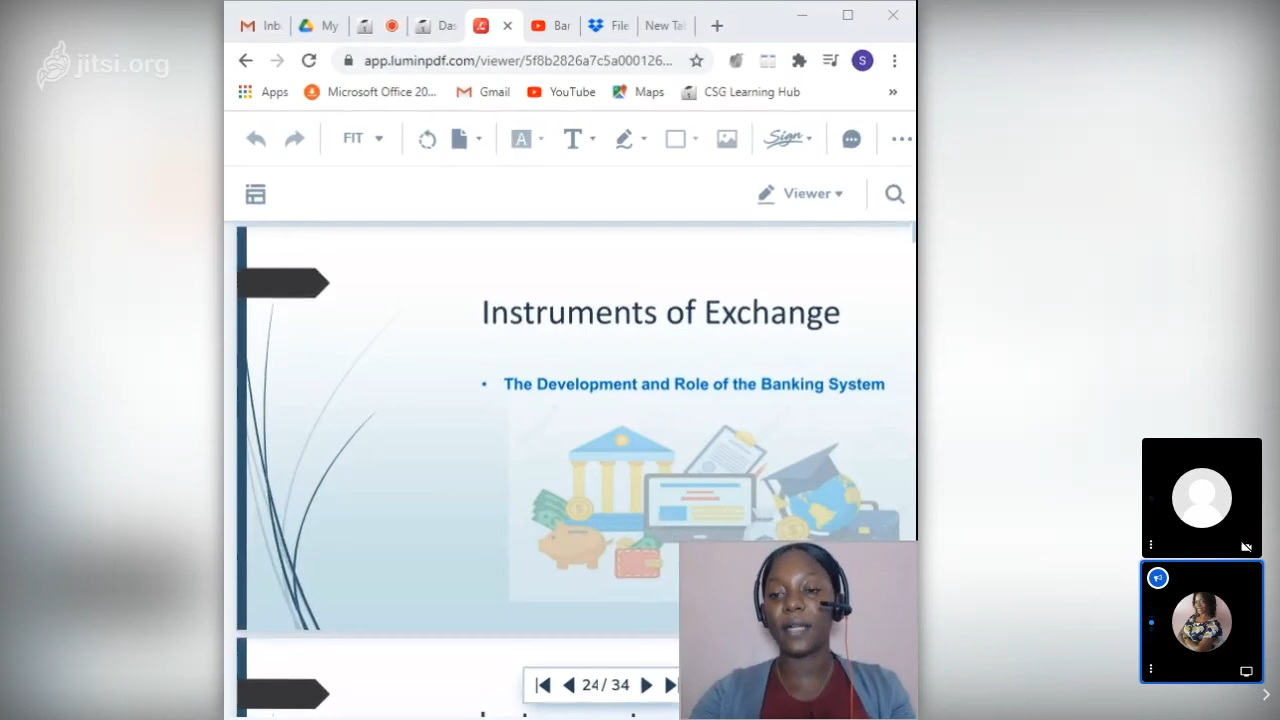 jitsi.org
Inb
My
Das
Bar
File
New Ta
app.luminpdf.com/viewer/5f8b2826a7c5a000126...
S
Apps
Microsoft Office 20...
Gmail
YouTube
Maps
CSG Learning Hub
»
FIT
A
T
Sign
Viewer
Instruments of Exchange
• The Development and Role of the Banking System
24 / 34